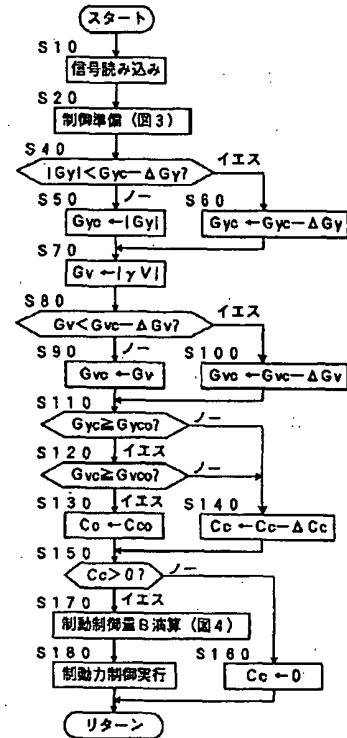 スタート
S10
信号読み込み
S20
制御準備（図3）
S40
|Gy|<Gyc－ΔGy?
イエス
S50
ノー
S60
Gyc←|Gy|
Gyc←Gyc－ΔGy
S70
Gv←|γV|
S80
Gv<Gvc－ΔGv?
イエス
S90
ノー
S100
Gvc←Gv
Gvc←Gvc－ΔGv
S110
Gyc≧Gyco?
ノー
S120
イエス
Gvc≧Gvco?
ノー
S130
イエス
S140
Cc←Cco
Cc←Cc－ΔCc
S150
Cc>0?
ノー
S170
イエス
制動制御量B演算（図4）
S180
S160
制動力制御実行
Cc←0
リターン